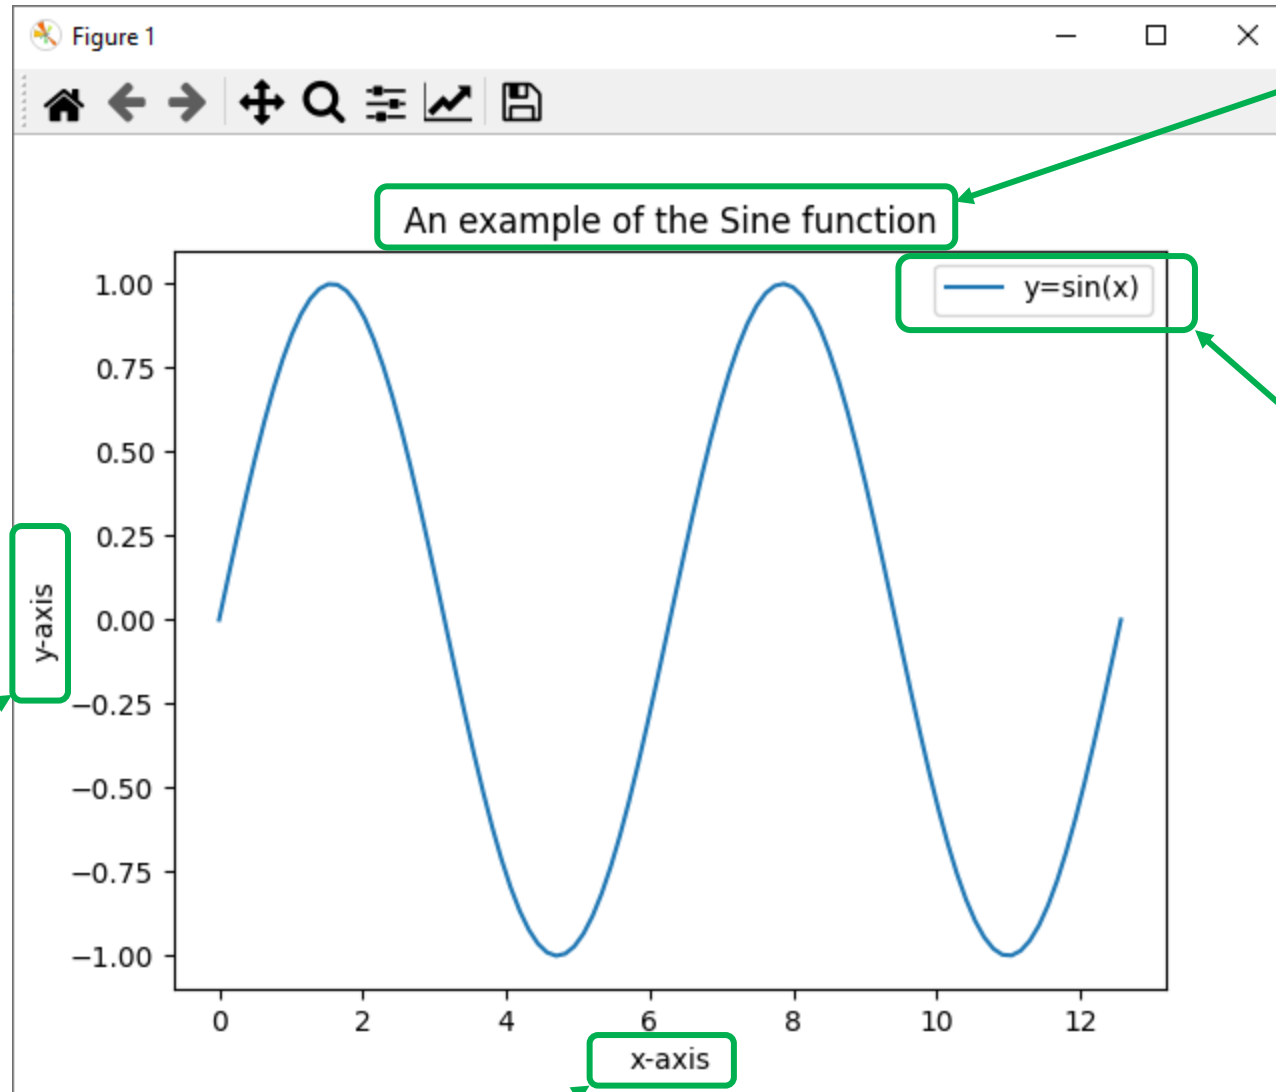 Figure 1
An example of the Sine function
y=sin(x)
1.00
0.75
0.50
0.25
0.00
−0.25
−0.50
−0.75
−1.00
y-axis
0 2 4 6 8 10 12
x-axis